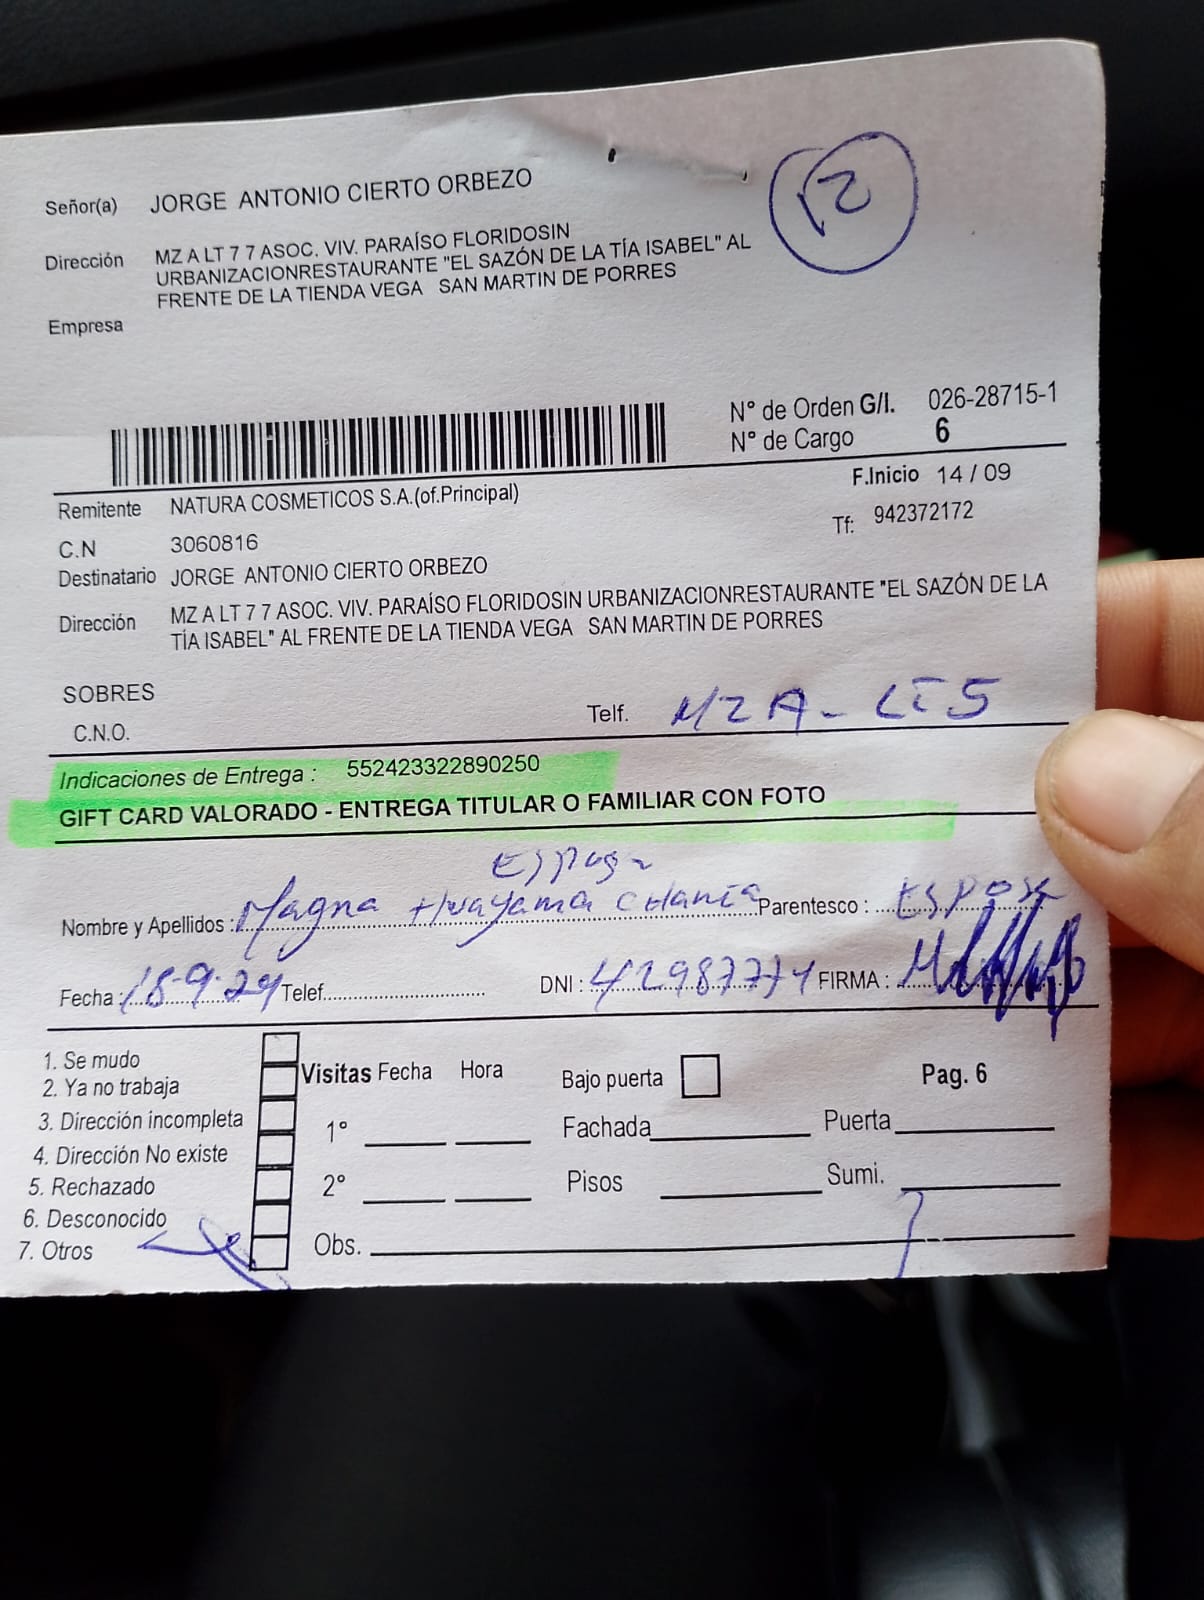 Señor(a) JORGE ANTONIO CIERTO ORBEZO
12
Dirección MZ A LT 7 7 ASOC. VIV. PARAÍSO FLORIDOSIN
URBANIZACIONRESTAURANTE "EL SAZÓN DE LA TÍA ISABEL" AL
FRENTE DE LA TIENDA VEGA SAN MARTIN DE PORRES
Empresa
N° de Orden G/I. 026-28715-1
N° de Cargo 6
F.Inicio 14 / 09
Remitente NATURA COSMETICOS S.A.(of.Principal)
Tf: 942372172
C.N 3060816
Destinatario JORGE ANTONIO CIERTO ORBEZO
Dirección MZ A LT 7 7 ASOC. VIV. PARAÍSO FLORIDOSIN URBANIZACIONRESTAURANTE "EL SAZÓN DE LA
TÍA ISABEL" AL FRENTE DE LA TIENDA VEGA SAN MARTIN DE PORRES
SOBRES
C.N.O. Telf. MZA - LT5
Indicaciones de Entrega : 552423322890250
GIFT CARD VALORADO - ENTREGA TITULAR O FAMILIAR CON FOTO
Esposa
Nombre y Apellidos : Magna Huayama Parentesco : Esposa
Fecha : 18-9-24 Telef. DNI : 42987774 FIRMA :
1. Se mudo
2. Ya no trabaja
3. Dirección incompleta
4. Dirección No existe
5. Rechazado
6. Desconocido
7. Otros
Visitas Fecha Hora
1°
2°
Obs.
Bajo puerta
Fachada
Pisos
Pag. 6
Puerta
Sumi.